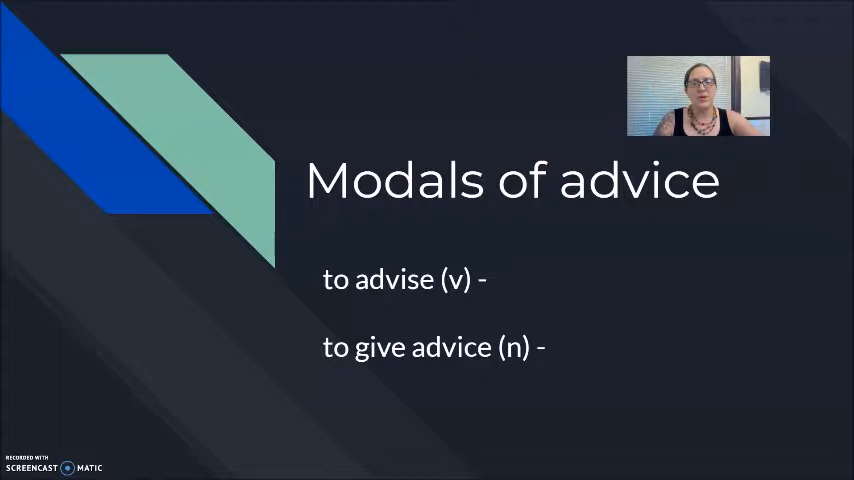 Modals of advice
to advise (v) -
to give advice (n) -
RECORDED WITH
SCREENCAST MATIC